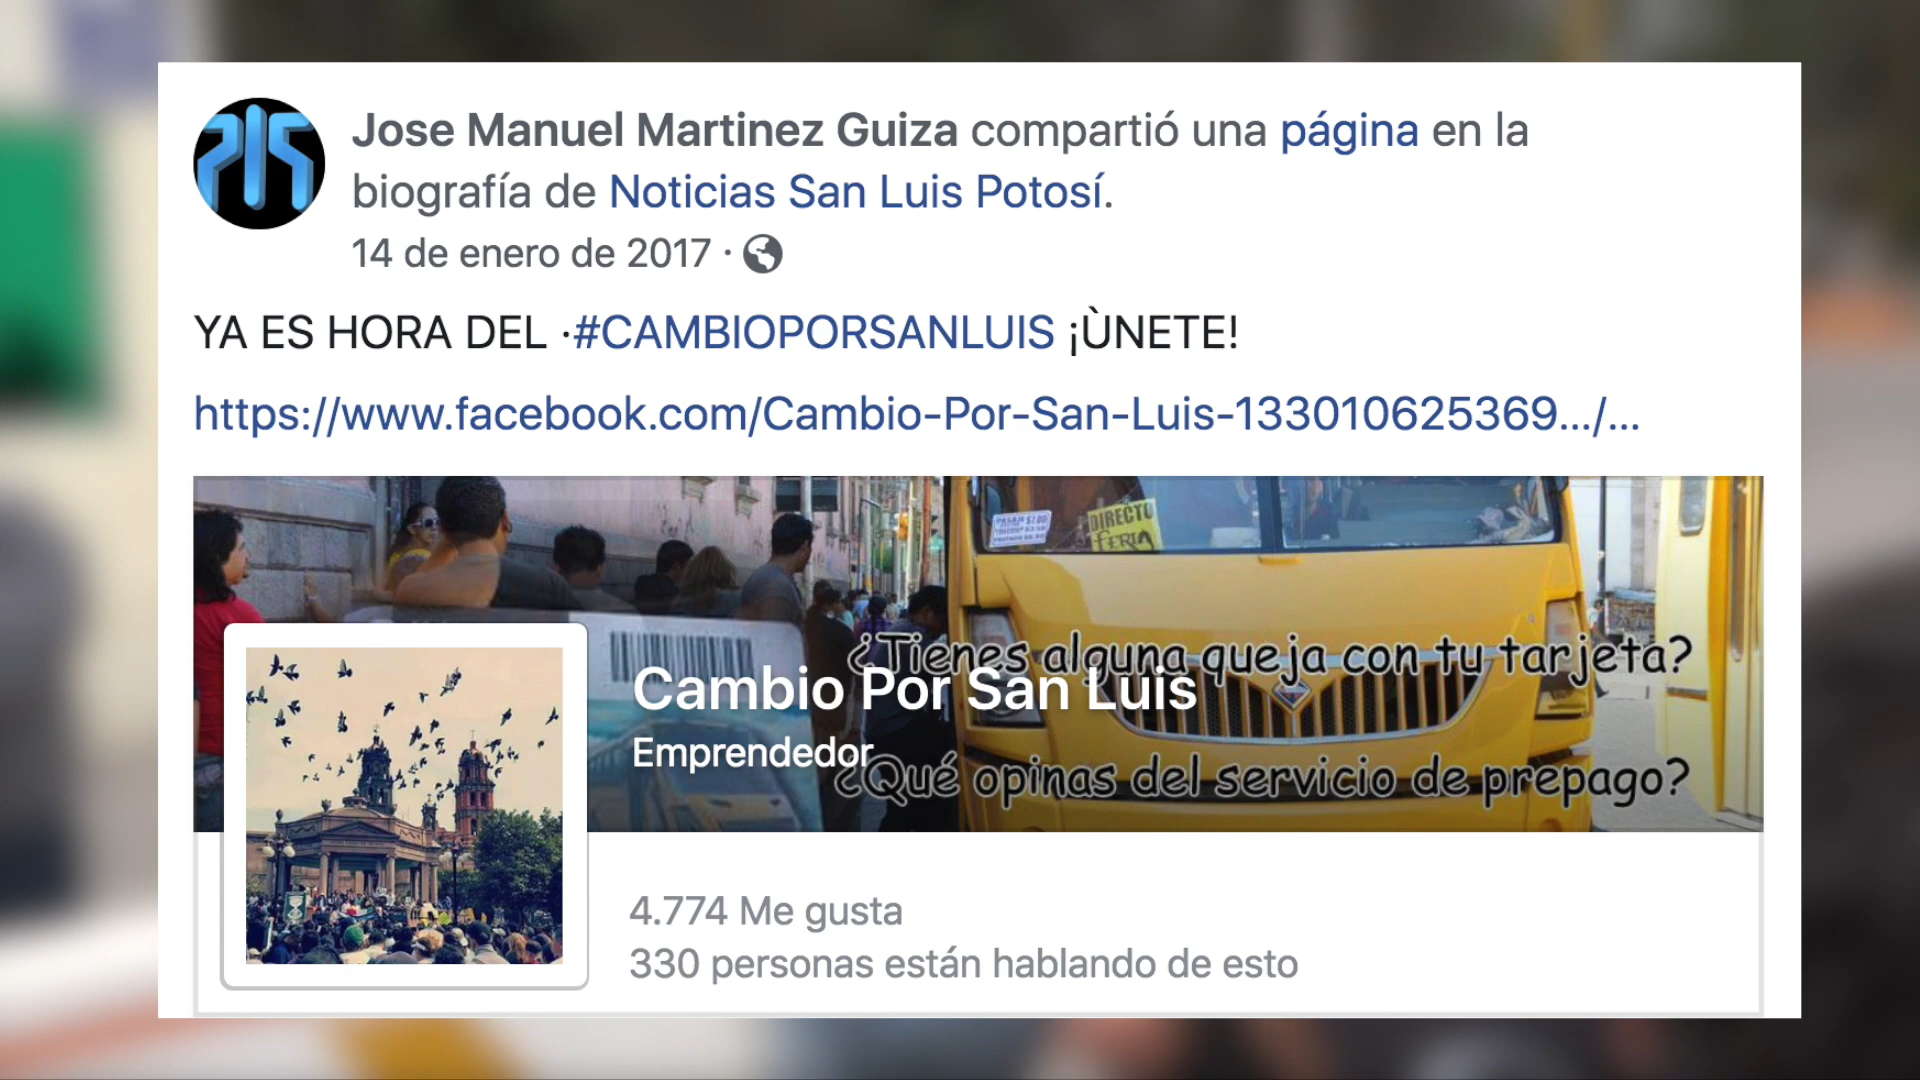 Jose Manuel Martinez Guiza compartió una página en la
biografía de Noticias San Luis Potosí.
14 de enero de 2017 ·
YA ES HORA DEL ·#CAMBIOPORSANLUIS ¡ÙNETE!
https://www.facebook.com/Cambio-Por-San-Luis-133010625369.../...
DIRECTO
FERIA
¿Tienes alguna queja con tu tarjeta?
Cambio Por San Luis
Emprendedor
¿Qué opinas del servicio de prepago?
4.774 Me gusta
330 personas están hablando de esto